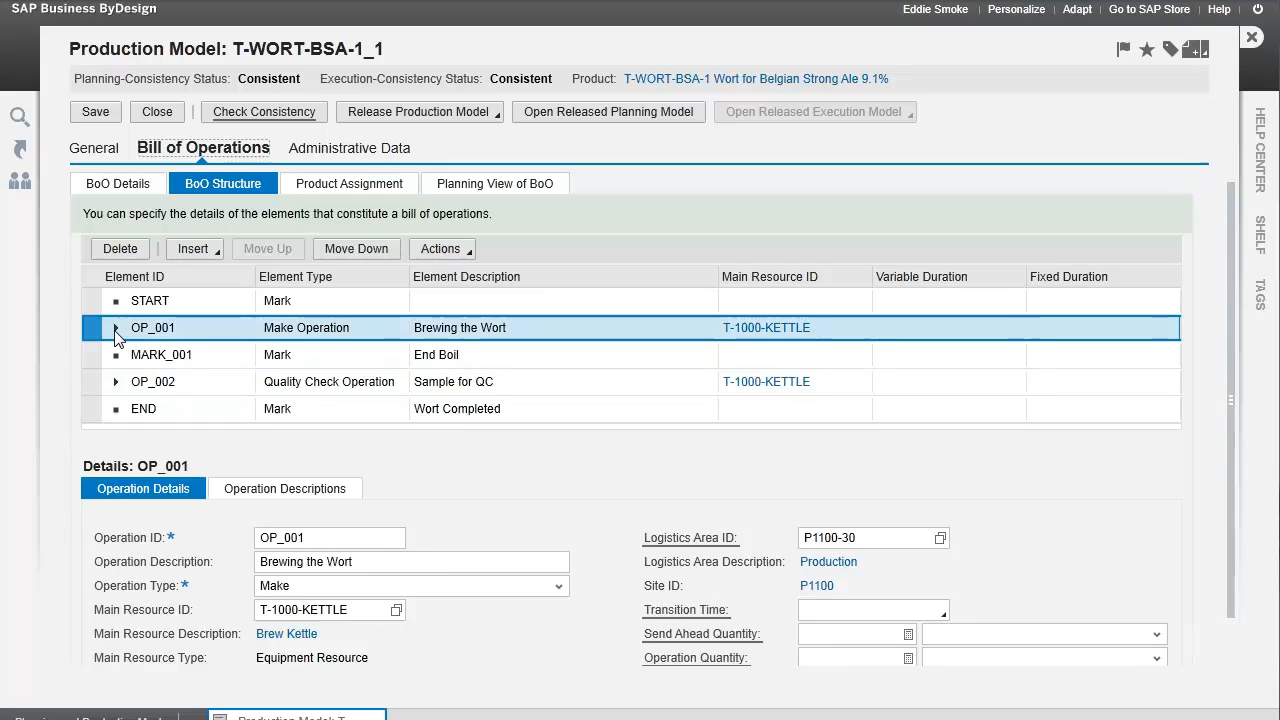 SAP Business ByDesign
Eddie Smoke | Personalize | Adapt | Go to SAP Store | Help
Production Model: T-WORT-BSA-1_1
Planning-Consistency Status: Consistent Execution-Consistency Status: Consistent Product: T-WORT-BSA-1 Wort for Belgian Strong Ale 9.1%
Save Close | Check Consistency Release Production Model Open Released Planning Model Open Released Execution Model
General Bill of Operations Administrative Data
BoO Details BoO Structure Product Assignment Planning View of BoO
You can specify the details of the elements that constitute a bill of operations.
Delete | Insert Move Up Move Down Actions
Element ID Element Type Element Description Main Resource ID Variable Duration Fixed Duration
START Mark
OP_001 Make Operation Brewing the Wort T-1000-KETTLE
MARK_001 Mark End Boil
OP_002 Quality Check Operation Sample for QC T-1000-KETTLE
END Mark Wort Completed
Details: OP_001
Operation Details Operation Descriptions
Operation ID:* OP_001 Logistics Area ID: P1100-30
Operation Description: Brewing the Wort Logistics Area Description: Production
Operation Type:* Make Site ID: P1100
Main Resource ID: T-1000-KETTLE Transition Time:
Main Resource Description: Brew Kettle Send Ahead Quantity:
Main Resource Type: Equipment Resource Operation Quantity:
HELP CENTER
SHELF
TAGS
Production Model: T-